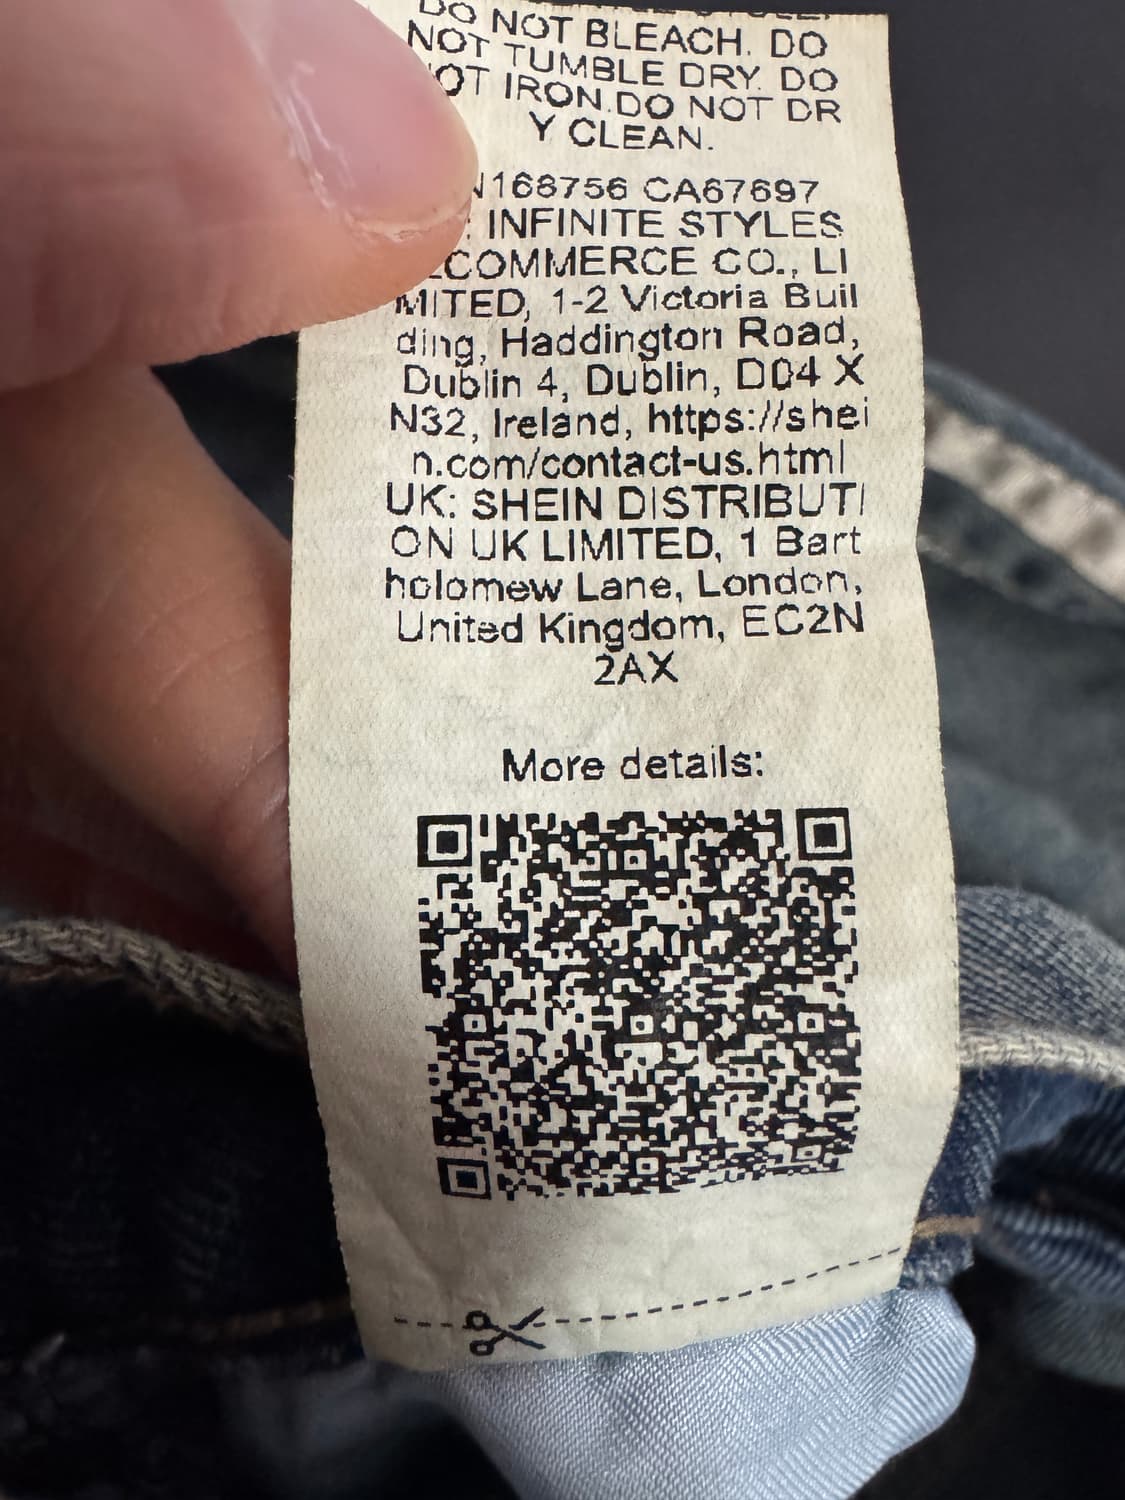 DO NOT BLEACH. DO
NOT TUMBLE DRY. DO
NOT IRON.DO NOT DR
Y CLEAN.
168756 CA67697
: INFINITE STYLES
ECOMMERCE CO., LI
MITED, 1-2 Victoria Buil
ding, Haddington Road,
Dublin 4, Dublin, D04 X
N32, Ireland, https://shei
n.com/contact-us.html
UK: SHEIN DISTRIBUTI
ON UK LIMITED, 1 Bart
holomew Lane, London,
United Kingdom, EC2N
2AX
More details: